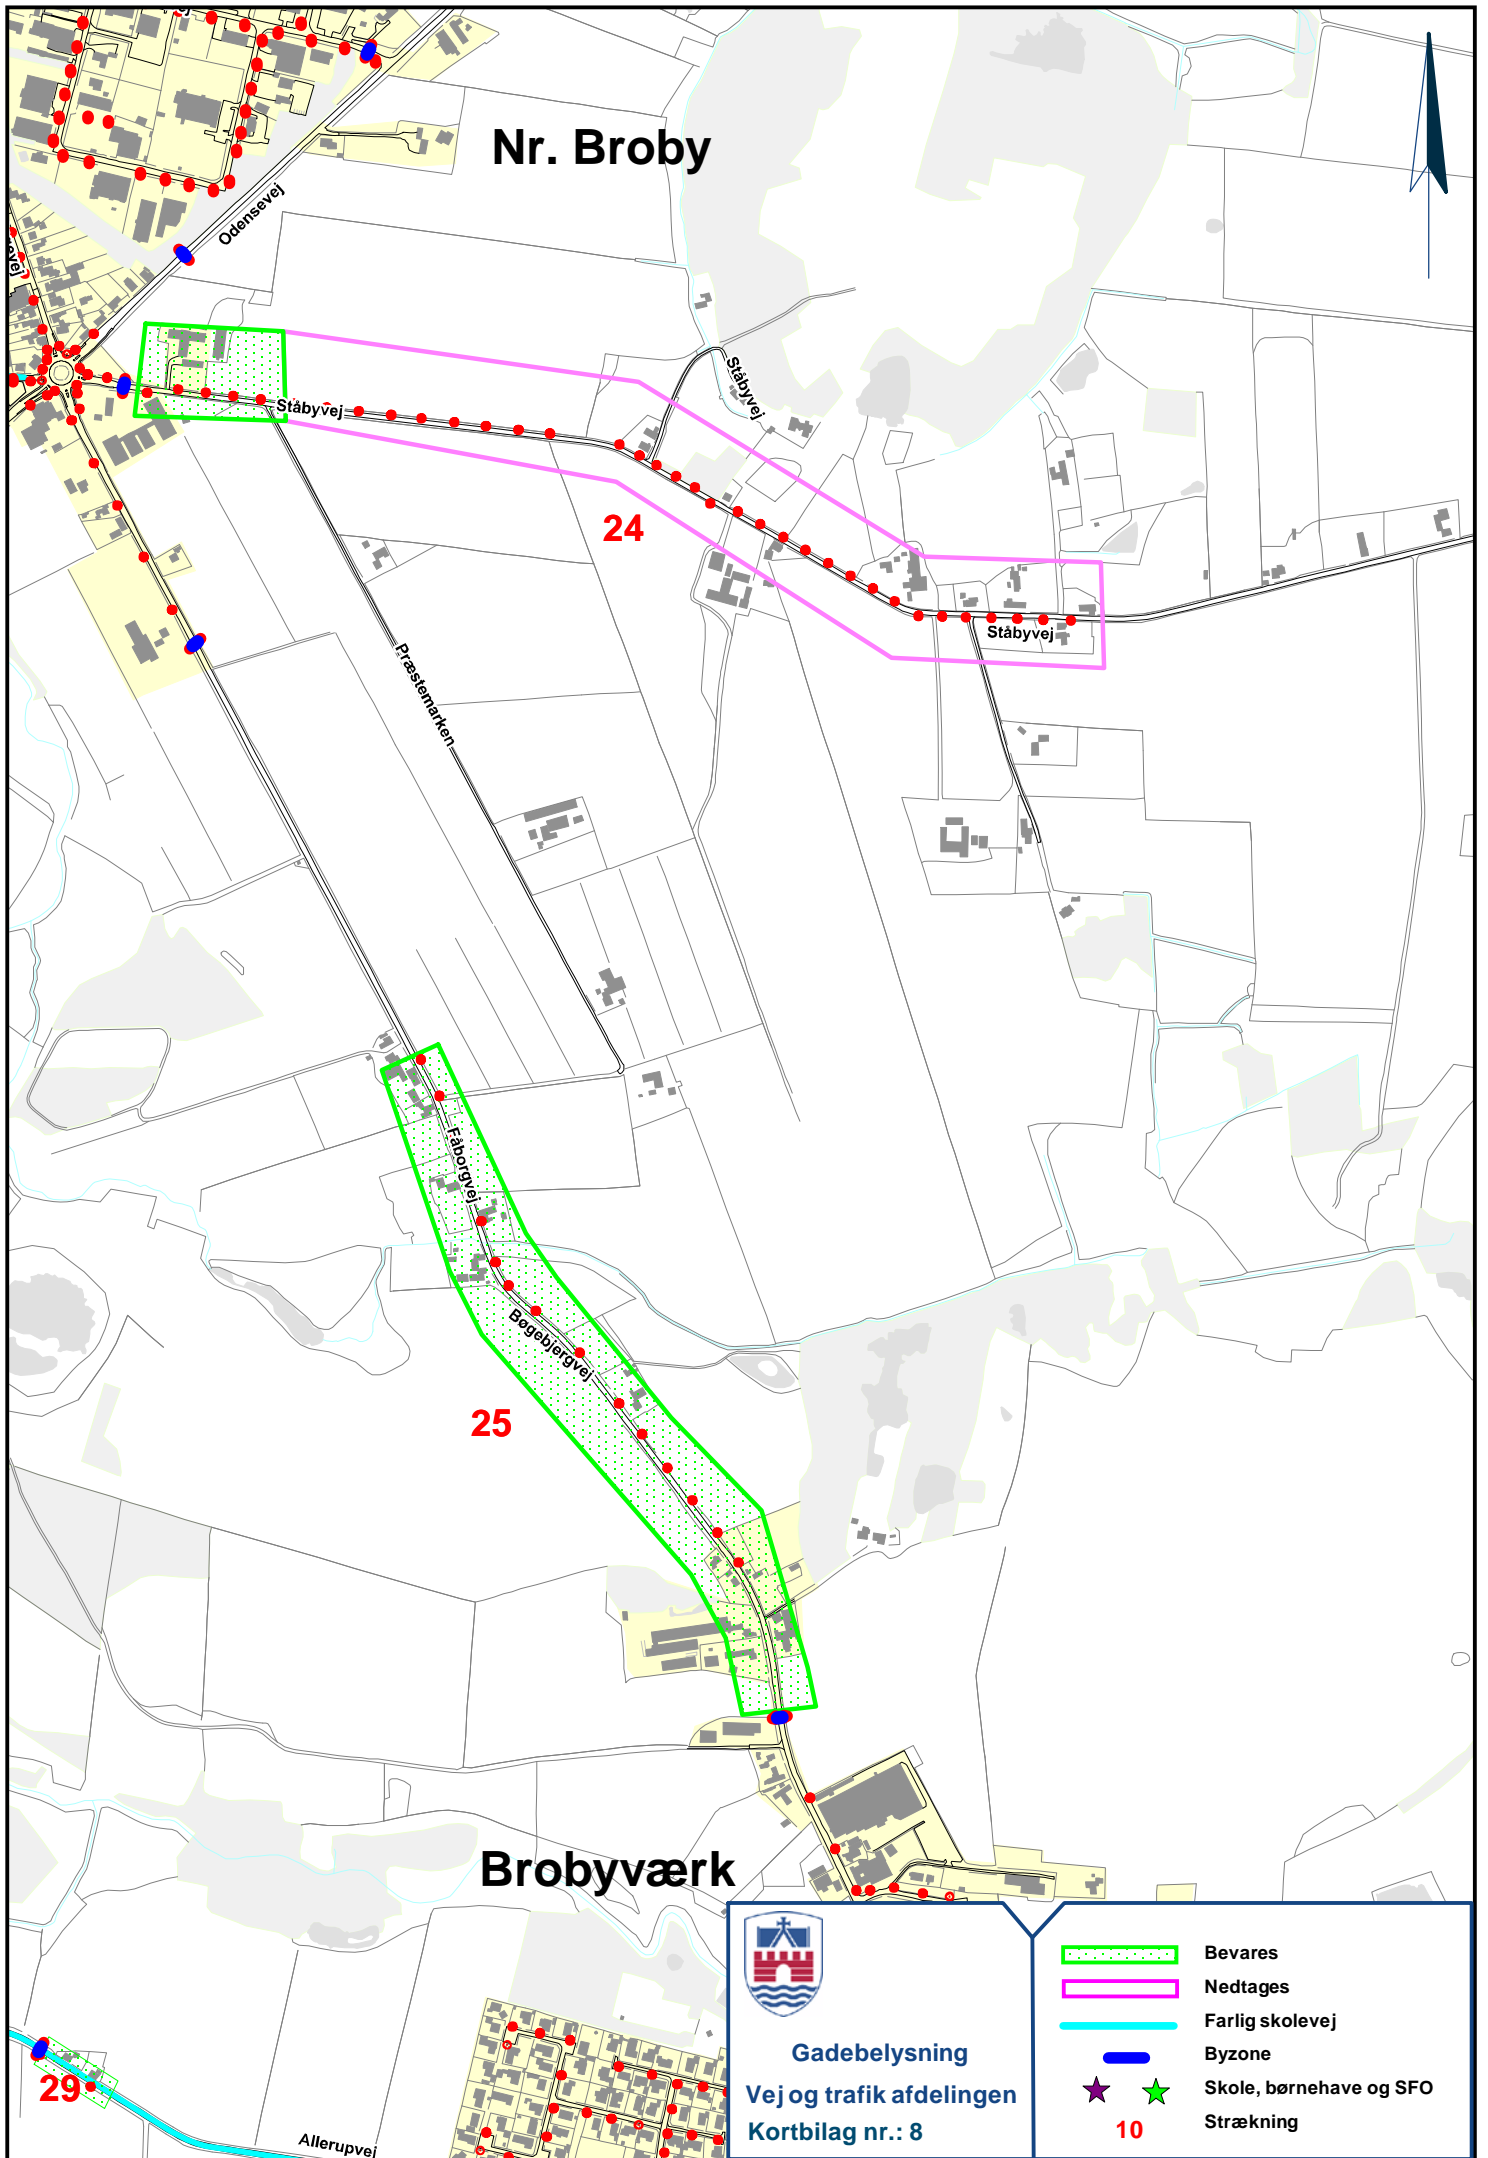 Nr. Broby
Odensevej
Ståbyvej
Ståbyvej
24
Ståbyvej
Præstemarken
Fåborgvej
Bøgebjergvej
25
Brobyværk
29
Allerupvej
Gadebelysning
Vej og trafik afdelingen
Kortbilag nr.: 8
Bevares
Nedtages
Farlig skolevej
Byzone
Skole, børnehave og SFO
10 Strækning